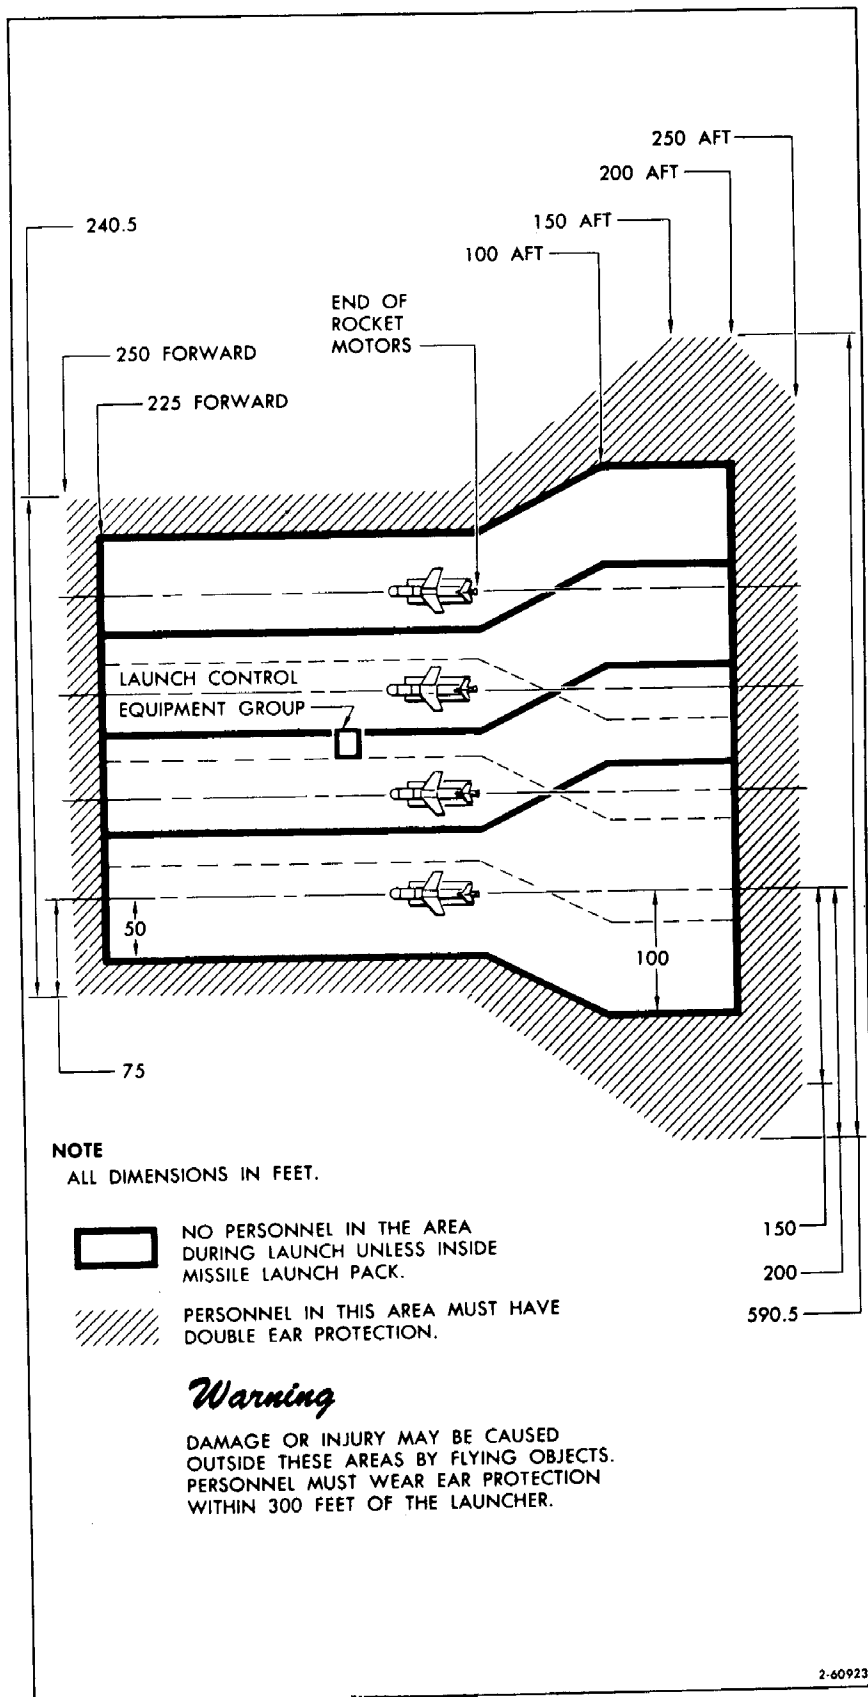 250 AFT
200 AFT
150 AFT
100 AFT
240.5
END OF
ROCKET
MOTORS
250 FORWARD
225 FORWARD
LAUNCH CONTROL
EQUIPMENT GROUP
50
100
75
NOTE
ALL DIMENSIONS IN FEET.
150
200
590.5
NO PERSONNEL IN THE AREA
DURING LAUNCH UNLESS INSIDE
MISSILE LAUNCH PACK.
PERSONNEL IN THIS AREA MUST HAVE
DOUBLE EAR PROTECTION.
Warning
DAMAGE OR INJURY MAY BE CAUSED
OUTSIDE THESE AREAS BY FLYING OBJECTS.
PERSONNEL MUST WEAR EAR PROTECTION
WITHIN 300 FEET OF THE LAUNCHER.
2-60923